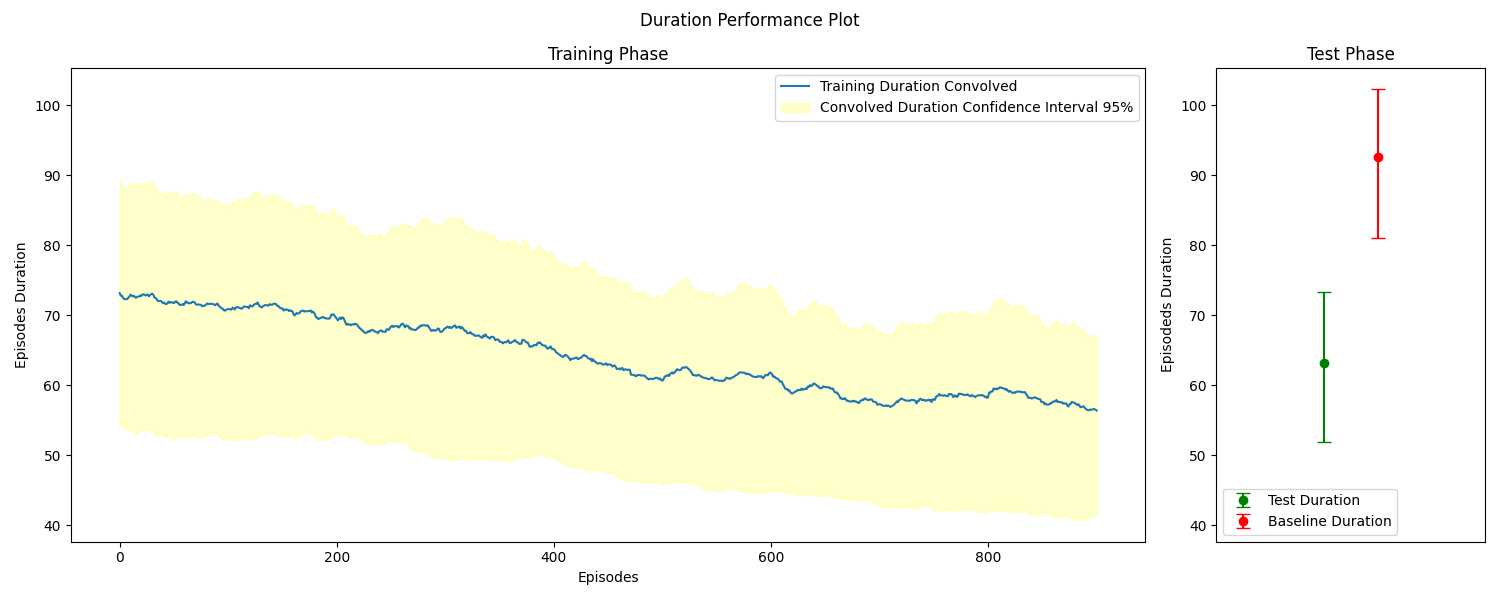 Duration Performance Plot
Training Phase
Episodes Duration
100
90
80
70
60
50
40
0
200
400
600
800
Episodes
Training Duration Convolved
Convolved Duration Confidence Interval 95%
Test Phase
Episodeds Duration
100
90
80
70
60
50
40
Test Duration
Baseline Duration